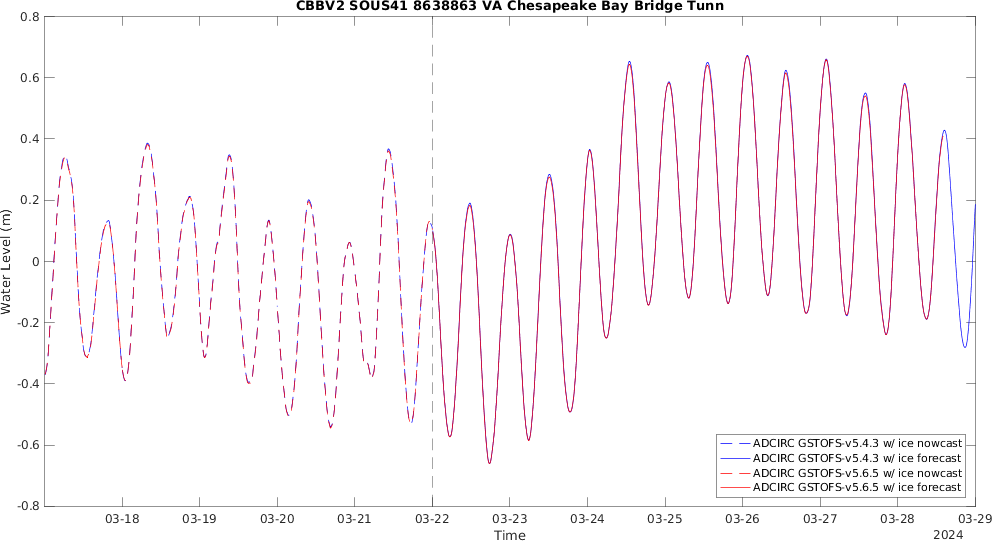 CBBV2 SOUS41 8638863 VA Chesapeake Bay Bridge Tunn
0.8
0.6
0.4
0.2
0
-0.2
-0.4
-0.6
-0.8
Water Level (m)
ADCIRC GSTOFS-v5.4.3 w/ ice nowcast
ADCIRC GSTOFS-v5.4.3 w/ ice forecast
ADCIRC GSTOFS-v5.6.5 w/ ice nowcast
ADCIRC GSTOFS-v5.6.5 w/ ice forecast
03-18 03-19 03-20 03-21 03-22 03-23 03-24 03-25 03-26 03-27 03-28 03-29
Time
2024